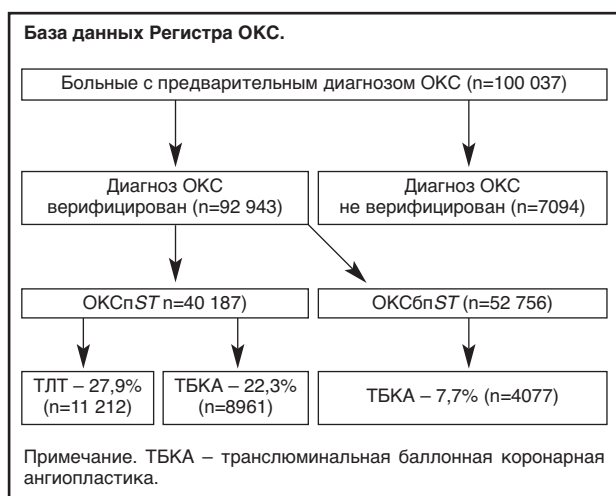 База данных Регистра ОКС.
Больные с предварительным диагнозом ОКС (n=100 037)
Диагноз ОКС
верифицирован (n=92 943)
Диагноз ОКС
не верифицирован (n=7094)
ОКСпST n=40 187)
ОКСбпST (n=52 756)
ТЛТ – 27,9%
(n=11 212)
ТБКА – 22,3%
(n=8961)
ТБКА – 7,7% (n=4077)
Примечание. ТБКА – транслюминальная баллонная коронарная
ангиопластика.